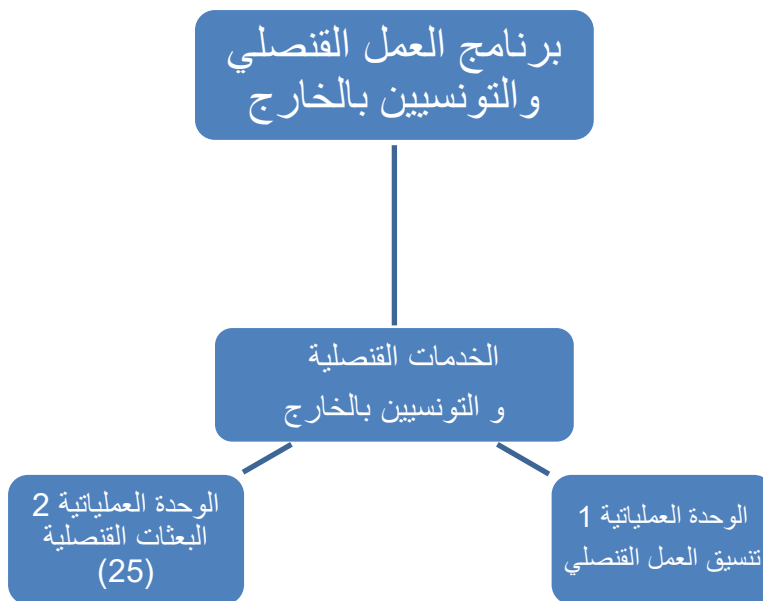 برنامج العمل القنصلي
والتونسيين بالخارج
الخدمات القنصلية
و التونسيين بالخارج
الوحدة العملياتية 1
تنسيق العمل القنصلي
الوحدة العملياتية 2
البعثات القنصلية
(25)